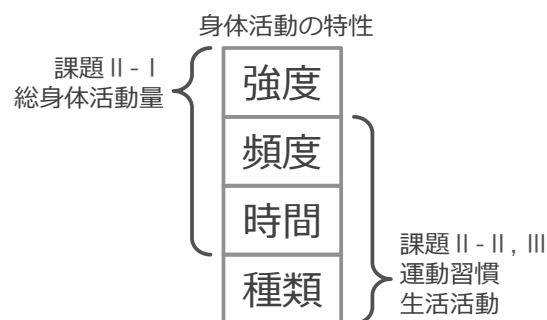 身体活動の特性
課題Ⅱ-Ⅰ
総身体活動量
強度
頻度
時間
種類
課題Ⅱ-Ⅱ, Ⅲ
運動習慣
生活活動